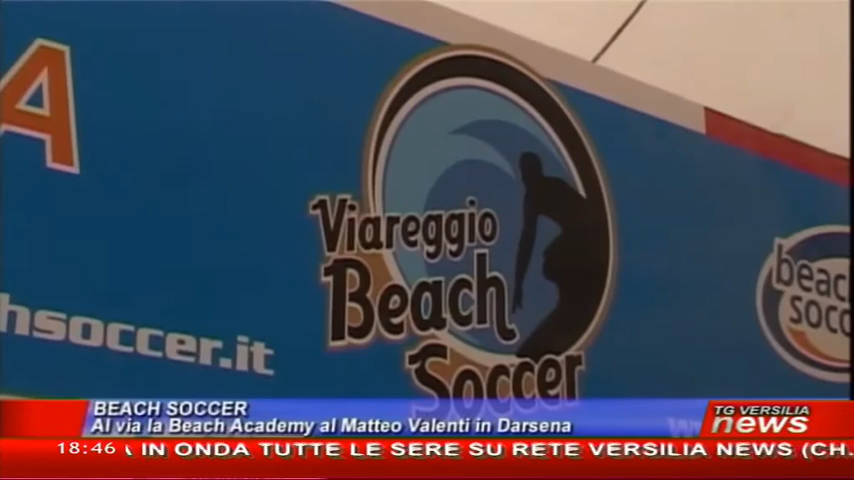 A
Viareggio
Beach
Soccer
hsoccer.it
beac
socc
BEACH SOCCER
Al via la Beach Academy al Matteo Valenti in Darsena
TG VERSILIA
news
18:46 A IN ONDA TUTTE LE SERE SU RETE VERSILIA NEWS (CH.